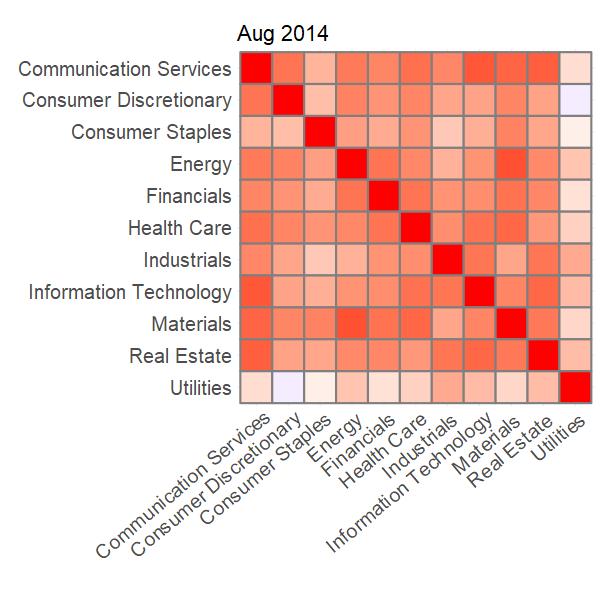 Aug 2014
Communication Services
Consumer Discretionary
Consumer Staples
Energy
Financials
Health Care
Industrials
Information Technology
Materials
Real Estate
Utilities
Communication Services
Consumer Discretionary
Consumer Staples
Energy
Financials
Health Care
Industrials
Information Technology
Materials
Real Estate
Utilities